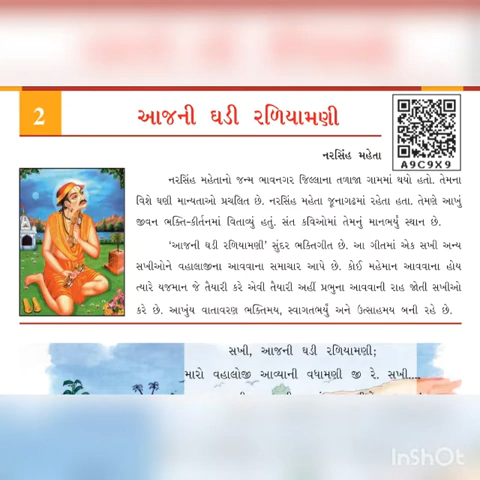 2
આજની ઘડી રળિયામણી
નરસિંહ મહેતા
A9C9X9
નરસિંહ મહેતાનો જન્મ ભાવનગર જિલ્લાના તળાજા ગામમાં થયો હતો. તેમના
વિશે ઘણી માન્યતાઓ પ્રચલિત છે. નરસિંહ મહેતા જૂનાગઢમાં રહેતા હતા. તેમણે આખું
જીવન ભક્તિ-કીર્તનમાં વિતાવ્યું હતું. સંત કવિઓમાં તેમનું માનભર્યું સ્થાન છે.
'આજની ઘડી રળિયામણી' સુંદર ભક્તિગીત છે. આ ગીતમાં એક સખી અન્ય
સખીઓને વહાલાજીના આવવાના સમાચાર આપે છે. કોઈ મહેમાન આવવાના હોય
ત્યારે યજમાન જે તૈયારી કરે એવી તૈયારી અહીં પ્રભુના આવવાની રાહ જોતી સખીઓ
કરે છે. આખુંય વાતાવરણ ભક્તિમય, સ્વાગતભર્યું અને ઉત્સાહમય બની રહે છે.
સખી, આજની ઘડી રળિયામણી;
મારો વહાલોજી આવ્યાની વધામણી જી રે. સખી....
InShOt